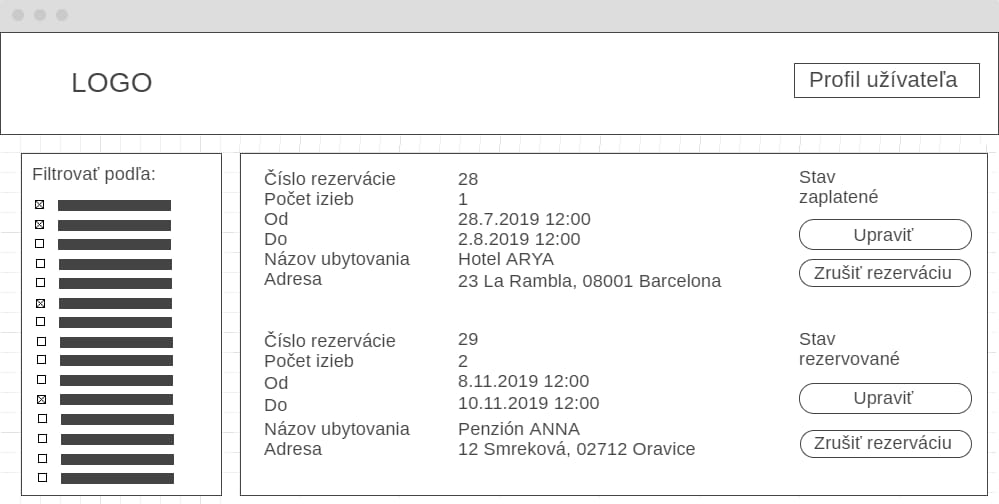 LOGO
Profil užívateľa
Filtrovať podľa:
Číslo rezervácie 28
Počet izieb 1
Od 28.7.2019 12:00
Do 2.8.2019 12:00
Názov ubytovania Hotel ARYA
Adresa 23 La Rambla, 08001 Barcelona
Stav
zaplatené
Upraviť
Zrušiť rezerváciu
Číslo rezervácie 29
Počet izieb 2
Od 8.11.2019 12:00
Do 10.11.2019 12:00
Názov ubytovania Penzión ANNA
Adresa 12 Smreková, 02712 Oravice
Stav
rezervované
Upraviť
Zrušiť rezerváciu